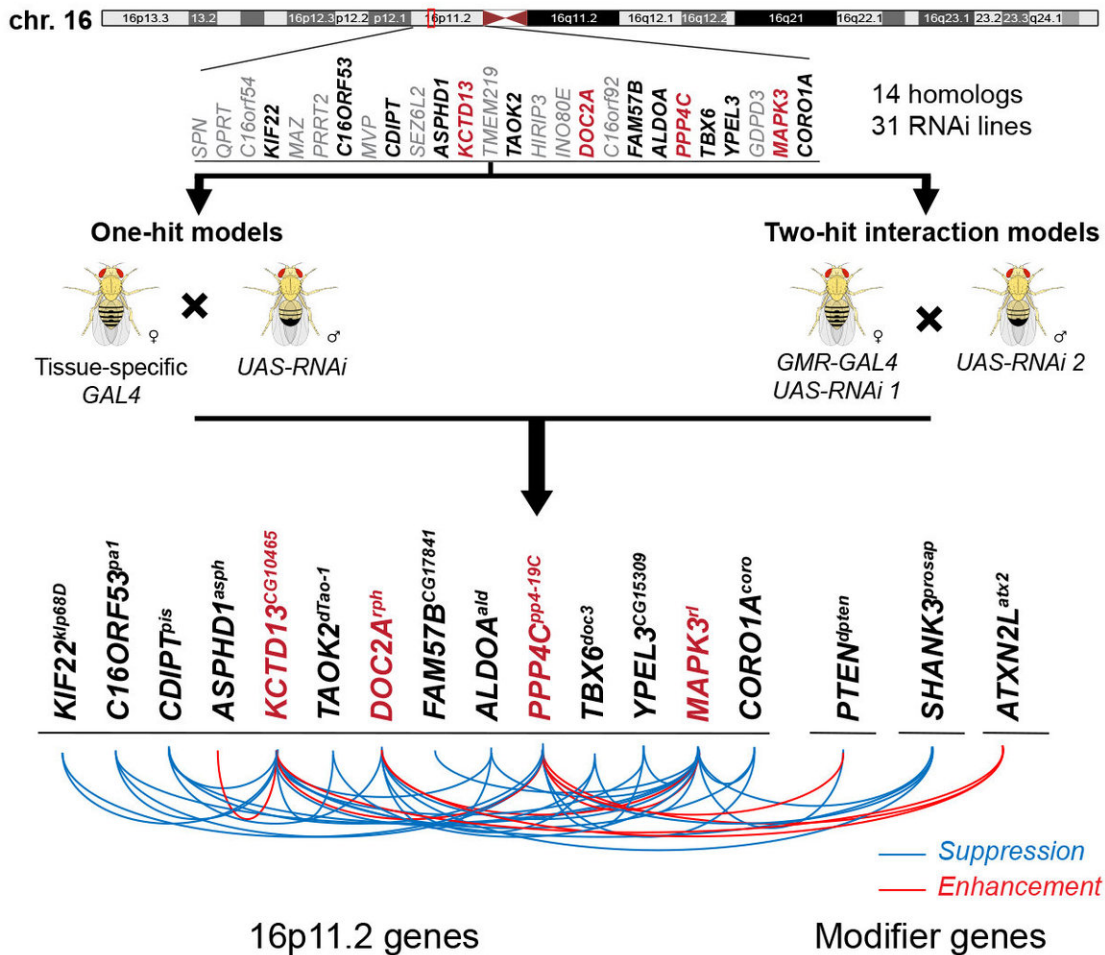 chr. 16
16p13.3 13.2 16p12.3 p12.2 p12.1 16p11.2 16q11.2 16q12.1 16q12.2 16q21 16q22.1 16q23.1 23.2 23.3 q24.1
SPN
QPRT
C16orf54
KIF22
MAZ
PRRT2
C16ORF53
MVP
CDIPT
SEZ6L2
ASPHD1
KCTD13
TMEM219
TAOK2
HIRIP3
INO80E
DOC2A
C16orf92
FAM57B
ALDOA
PPP4C
TBX6
YPEL3
GDPD3
MAPK3
CORO1A
14 homologs
31 RNAi lines
One-hit models
♀ × ♂
Tissue-specific
GAL4
UAS-RNAi
Two-hit interaction models
♀ × ♂
GMR-GAL4
UAS-RNAi 1
UAS-RNAi 2
KIF22klp68D
C16ORF53pa1
CDIPTpis
ASPHD1asph
KCTD13CG10465
TAOK2dTao-1
DOC2Arph
FAM57BCG17841
ALDOAald
PPP4Cpp4-19C
TBX6doc3
YPEL3CG15309
MAPK3rl
CORO1Acoro
PTENdpten
SHANK3prosap
ATXN2Latx2
Suppression
Enhancement
16p11.2 genes
Modifier genes